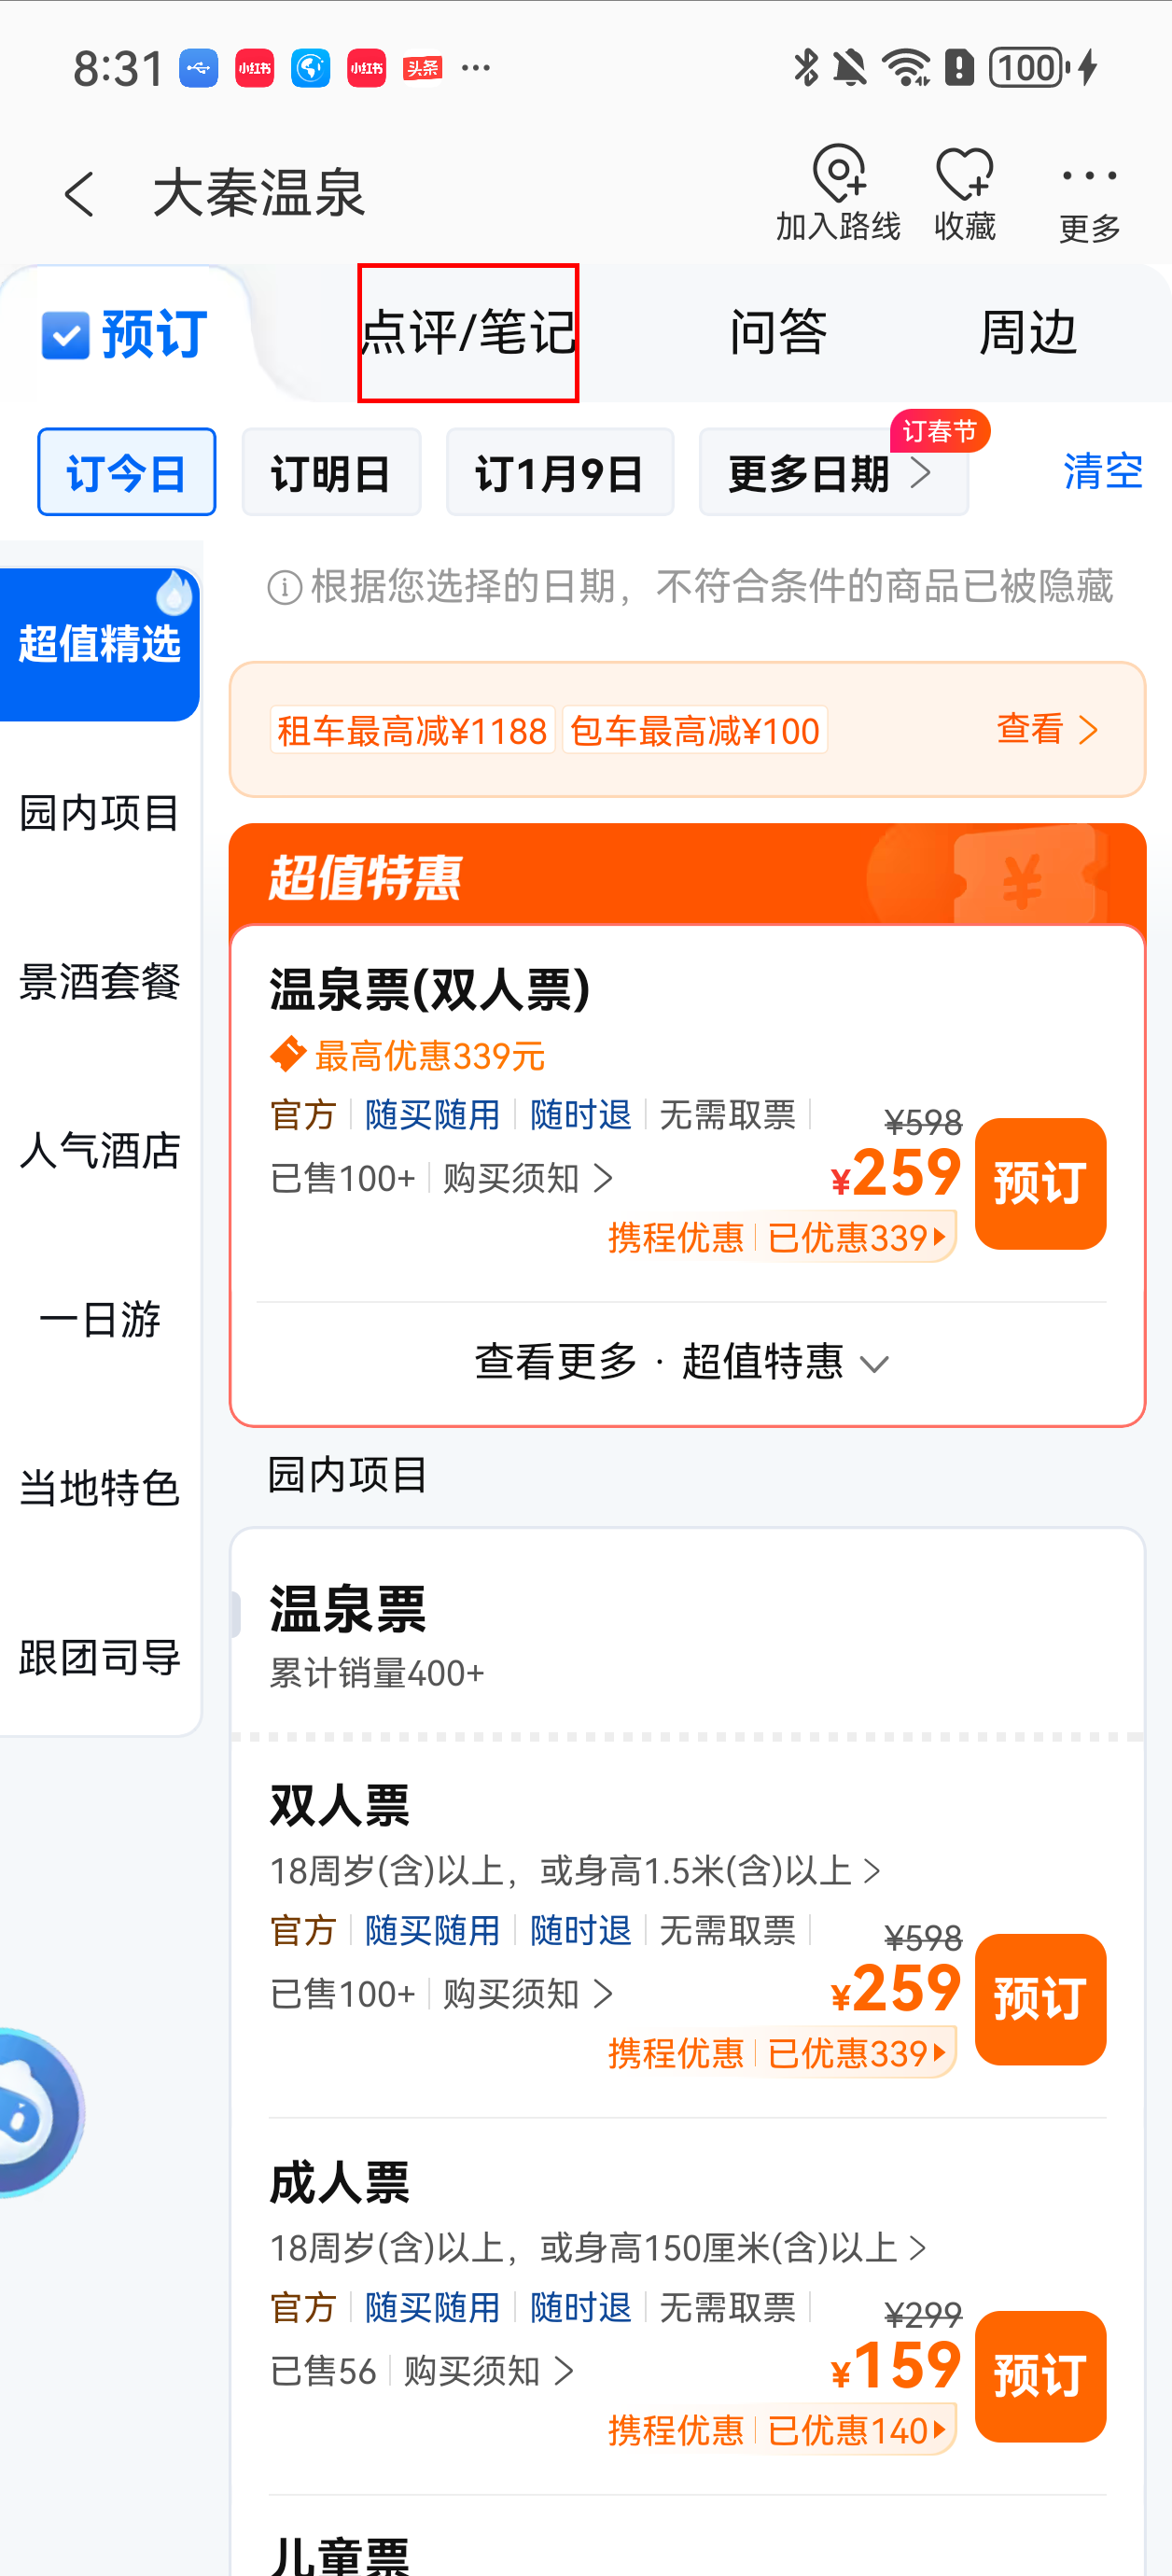 8:31 小红书 小红书 头条 ··· 100
大秦温泉 加入路线 收藏 更多
预订 点评/笔记 问答 周边
订春节
订今日 订明日 订1月9日 更多日期 清空
根据您选择的日期，不符合条件的商品已被隐藏
超值精选
租车最高减¥1188 包车最高减¥100 查看
园内项目
景酒套餐
人气酒店
一日游
当地特色
跟团司导
超值特惠 ¥
温泉票(双人票)
最高优惠339元
官方 随买随用 随时退 无需取票 ¥598
已售100+ 购买须知 ¥259 预订
携程优惠 已优惠339
查看更多 · 超值特惠
园内项目
温泉票
累计销量400+
双人票
18周岁(含)以上，或身高1.5米(含)以上
官方 随买随用 随时退 无需取票 ¥598
已售100+ 购买须知 ¥259 预订
携程优惠 已优惠339
成人票
18周岁(含)以上，或身高150厘米(含)以上
官方 随买随用 随时退 无需取票 ¥299
已售56 购买须知 ¥159 预订
携程优惠 已优惠140
儿童票